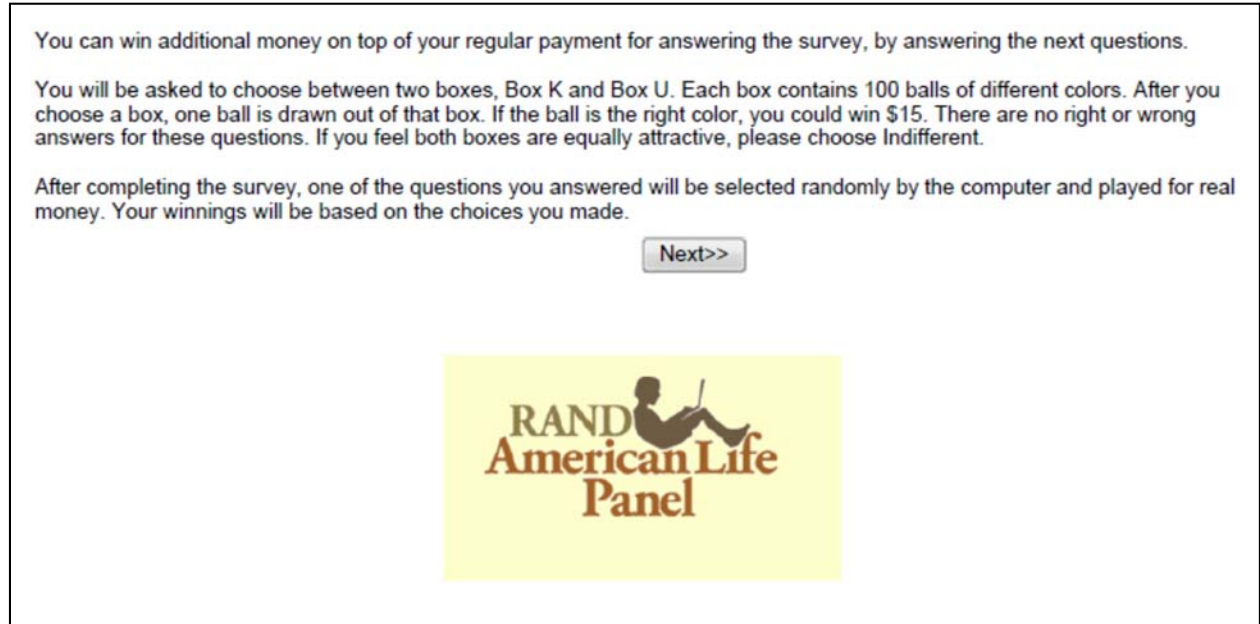 You can win additional money on top of your regular payment for answering the survey, by answering the next questions.
You will be asked to choose between two boxes, Box K and Box U. Each box contains 100 balls of different colors. After you
choose a box, one ball is drawn out of that box. If the ball is the right color, you could win $15. There are no right or wrong
answers for these questions. If you feel both boxes are equally attractive, please choose Indifferent.
After completing the survey, one of the questions you answered will be selected randomly by the computer and played for real
money. Your winnings will be based on the choices you made.
Next>>
RAND
American Life
Panel